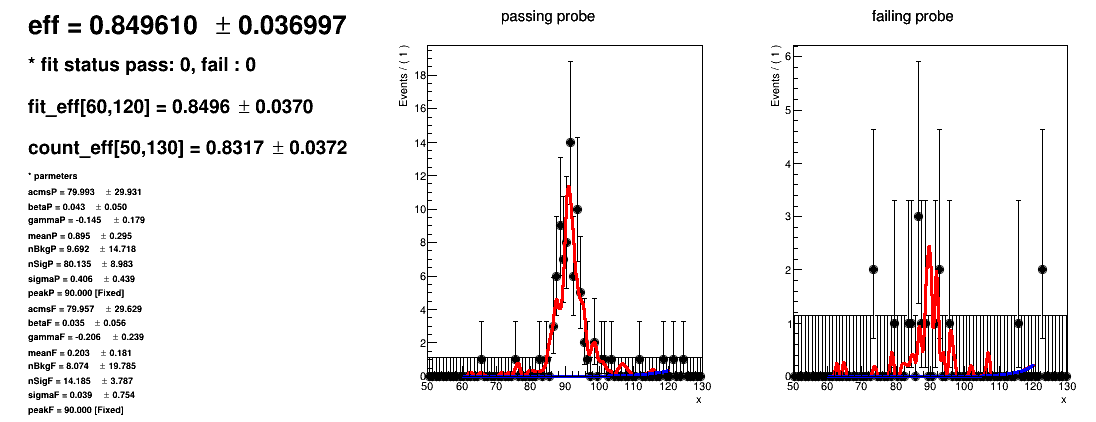 eff = 0.849610 ± 0.036997
* fit status pass: 0, fail : 0
fit_eff[60,120] = 0.8496 ± 0.0370
count_eff[50,130] = 0.8317 ± 0.0372
* parmeters
acmsP = 79.993 ± 29.931
betaP = 0.043 ± 0.050
gammaP = -0.145 ± 0.179
meanP = 0.895 ± 0.295
nBkgP = 9.692 ± 14.718
nSigP = 80.135 ± 8.983
sigmaP = 0.406 ± 0.439
peakP = 90.000 [Fixed]
acmsF = 79.957 ± 29.629
betaF = 0.035 ± 0.056
gammaF = -0.206 ± 0.239
meanF = 0.203 ± 0.181
nBkgF = 8.074 ± 19.785
nSigF = 14.185 ± 3.787
sigmaF = 0.039 ± 0.754
peakF = 90.000 [Fixed]
passing probe
Events / ( 1 )
18
16
14
12
10
8
6
4
2
0
50 60 70 80 90 100 110 120 130
x
failing probe
Events / ( 1 )
6
5
4
3
2
1
0
50 60 70 80 90 100 110 120 130
x